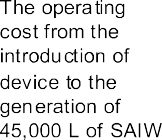 The operating
cost from the
introduction of
device to the
generation of
45,000 L of SAIW